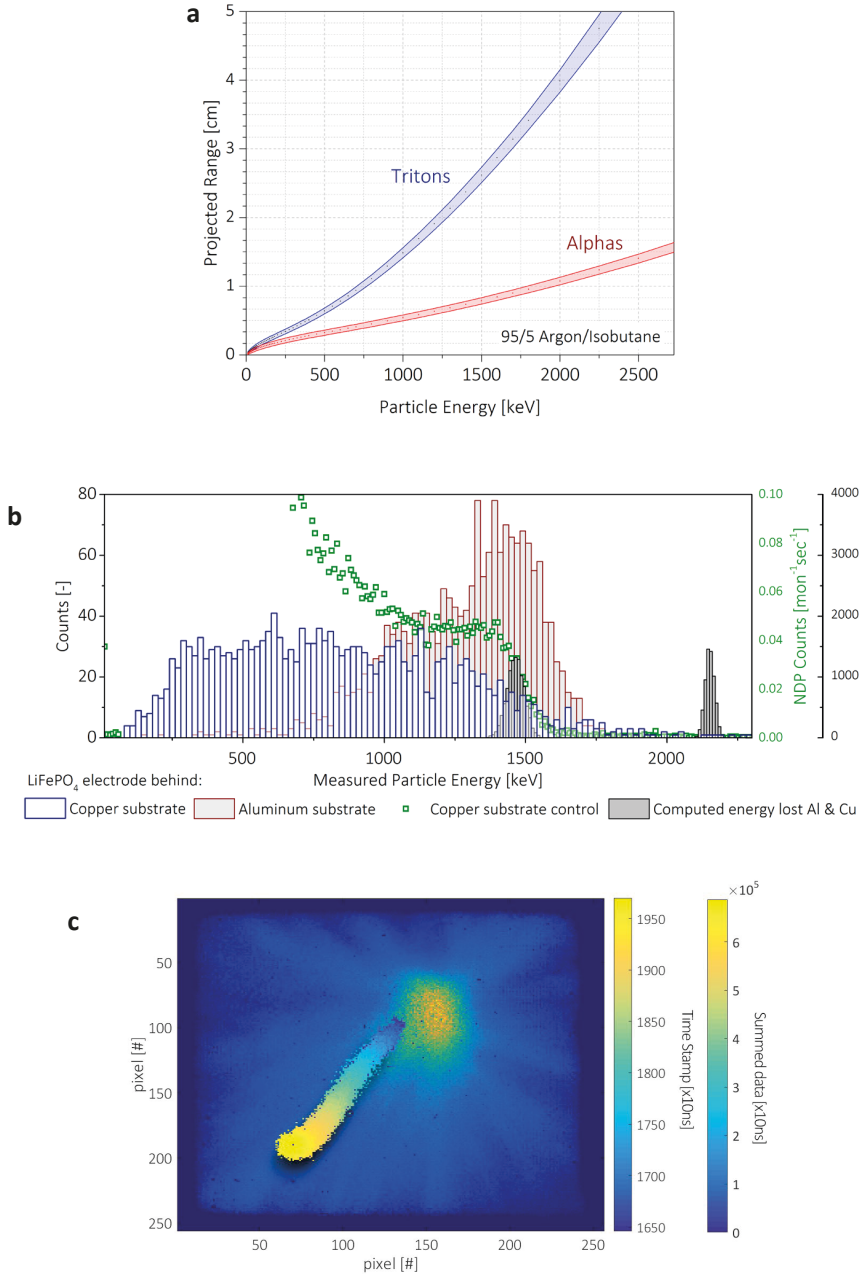 a
5
4
3
2
1
0
Projected Range [cm]
Tritons
Alphas
95/5 Argon/Isobutane
0 500 1000 1500 2000 2500
Particle Energy [keV]
b
80
60
40
20
0
Counts [-]
0.10
0.08
0.06
0.04
0.02
0.00
NDP Counts [mon⁻¹sec⁻¹]
4000
3000
2000
1000
0
500 1000 1500 2000
LiFePO₄ electrode behind: Measured Particle Energy [keV]
Copper substrate Aluminum substrate Copper substrate control Computed energy lost Al & Cu
c
50
100
150
200
250
pixel [#]
50 100 150 200 250
pixel [#]
1950
1900
1850
1800
1750
1700
1650
Time Stamp [x10ns]
×10⁵
6
5
4
3
2
1
0
Summed data [x10ns]